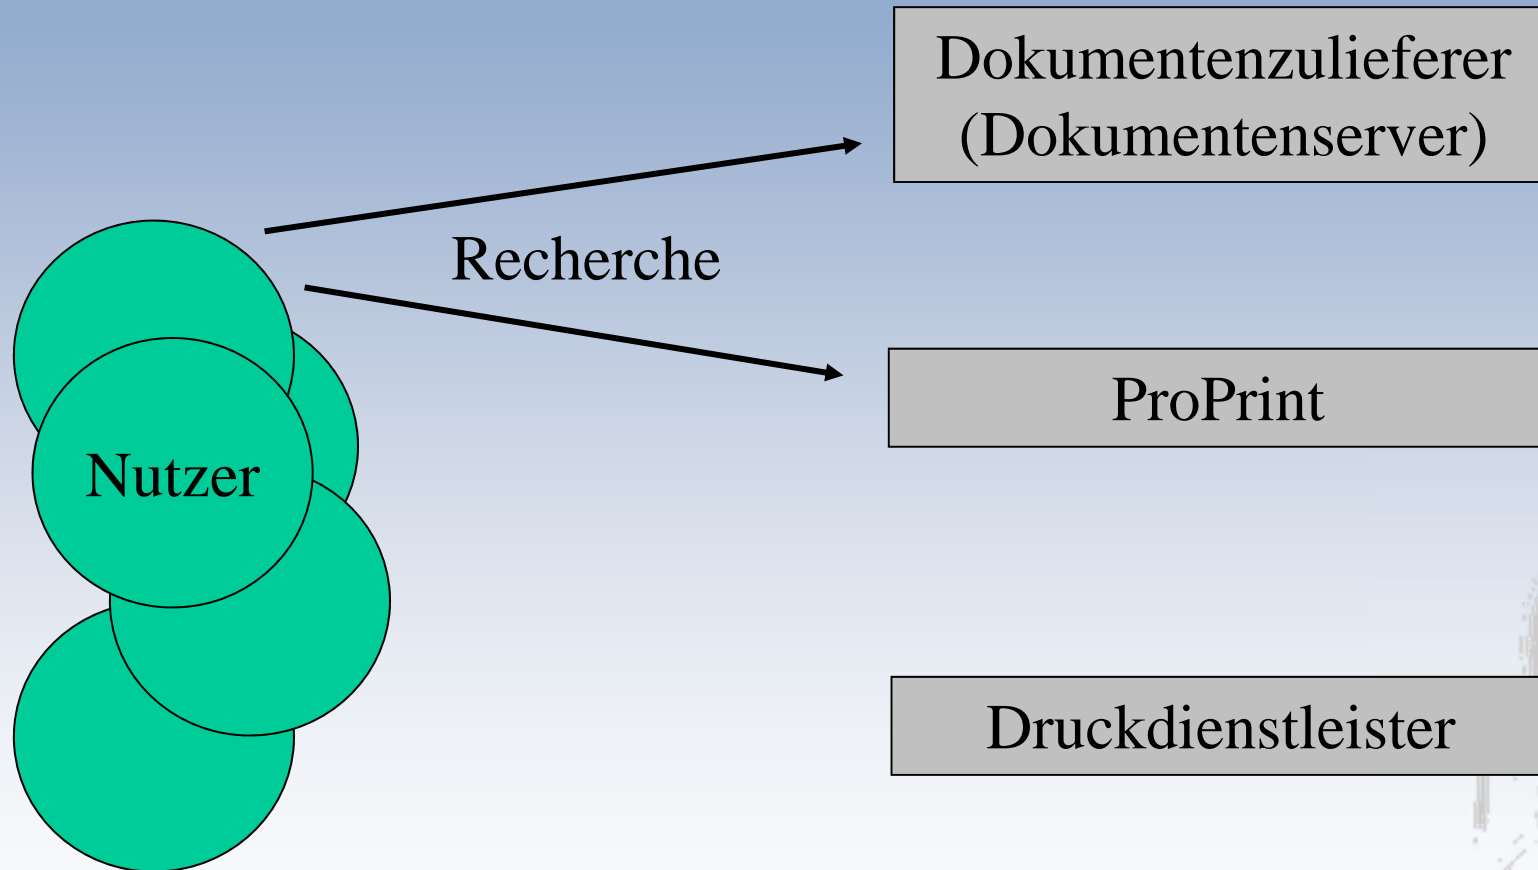 Dokumentenzulieferer
(Dokumentenserver)
Recherche
ProPrint
Nutzer
Druckdienstleister